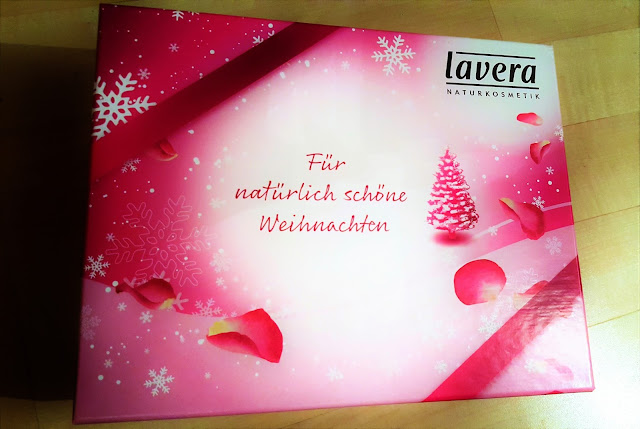 lavera
NATURKOSMETIK
Für
natürlich schöne
Weihnachten